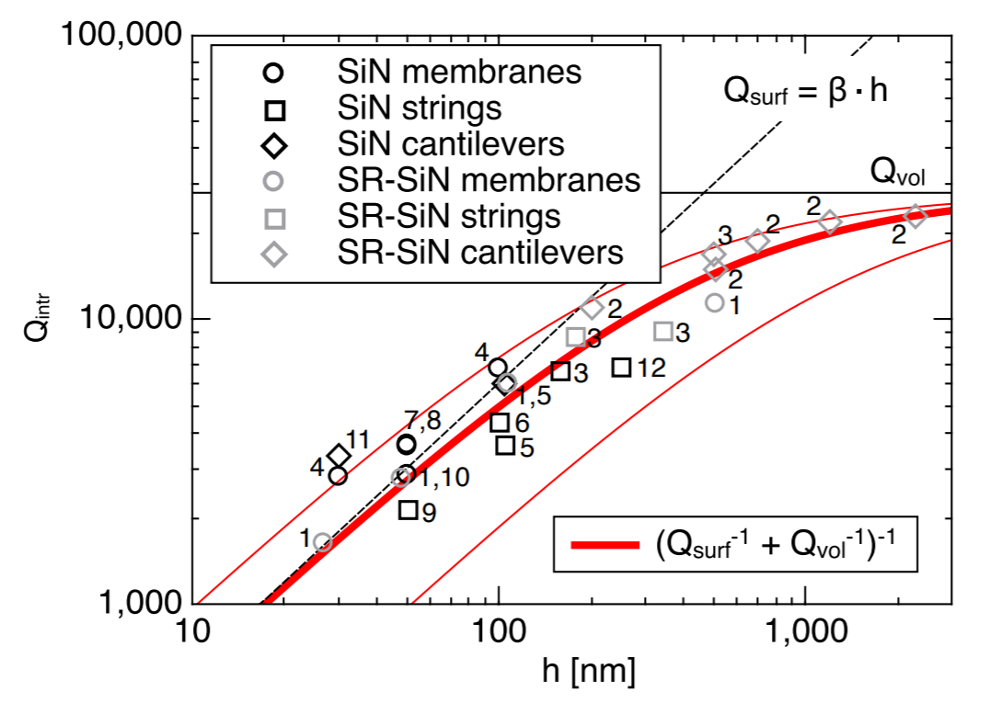 100,000
10,000
1,000
Qintr
SiN membranes
SiN strings
SiN cantilevers
SR-SiN membranes
SR-SiN strings
SR-SiN cantilevers
Qsurf = β · h
Qvol
2
3
2
2
2
1
2
3
3
4
3
12
1,5
7,8
6
11
5
4
1,10
9
1
(Qsurf⁻¹ + Qvol⁻¹)⁻¹
10
100
1,000
h [nm]